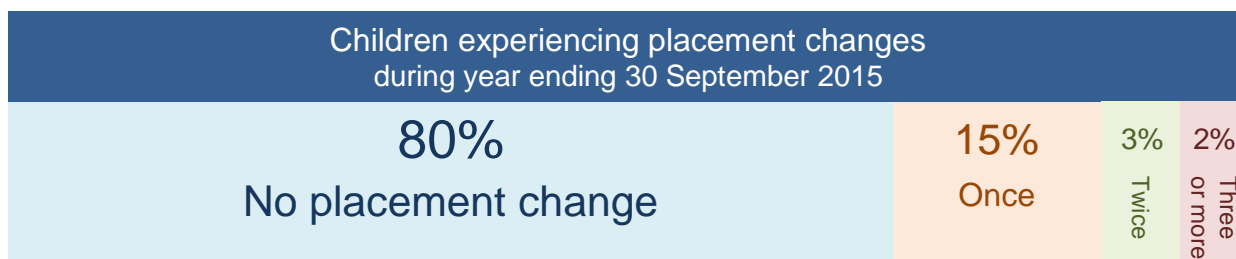 Children experiencing placement changes
during year ending 30 September 2015
80%
No placement change
15%
Once
3%
Twice
2%
Three
or more